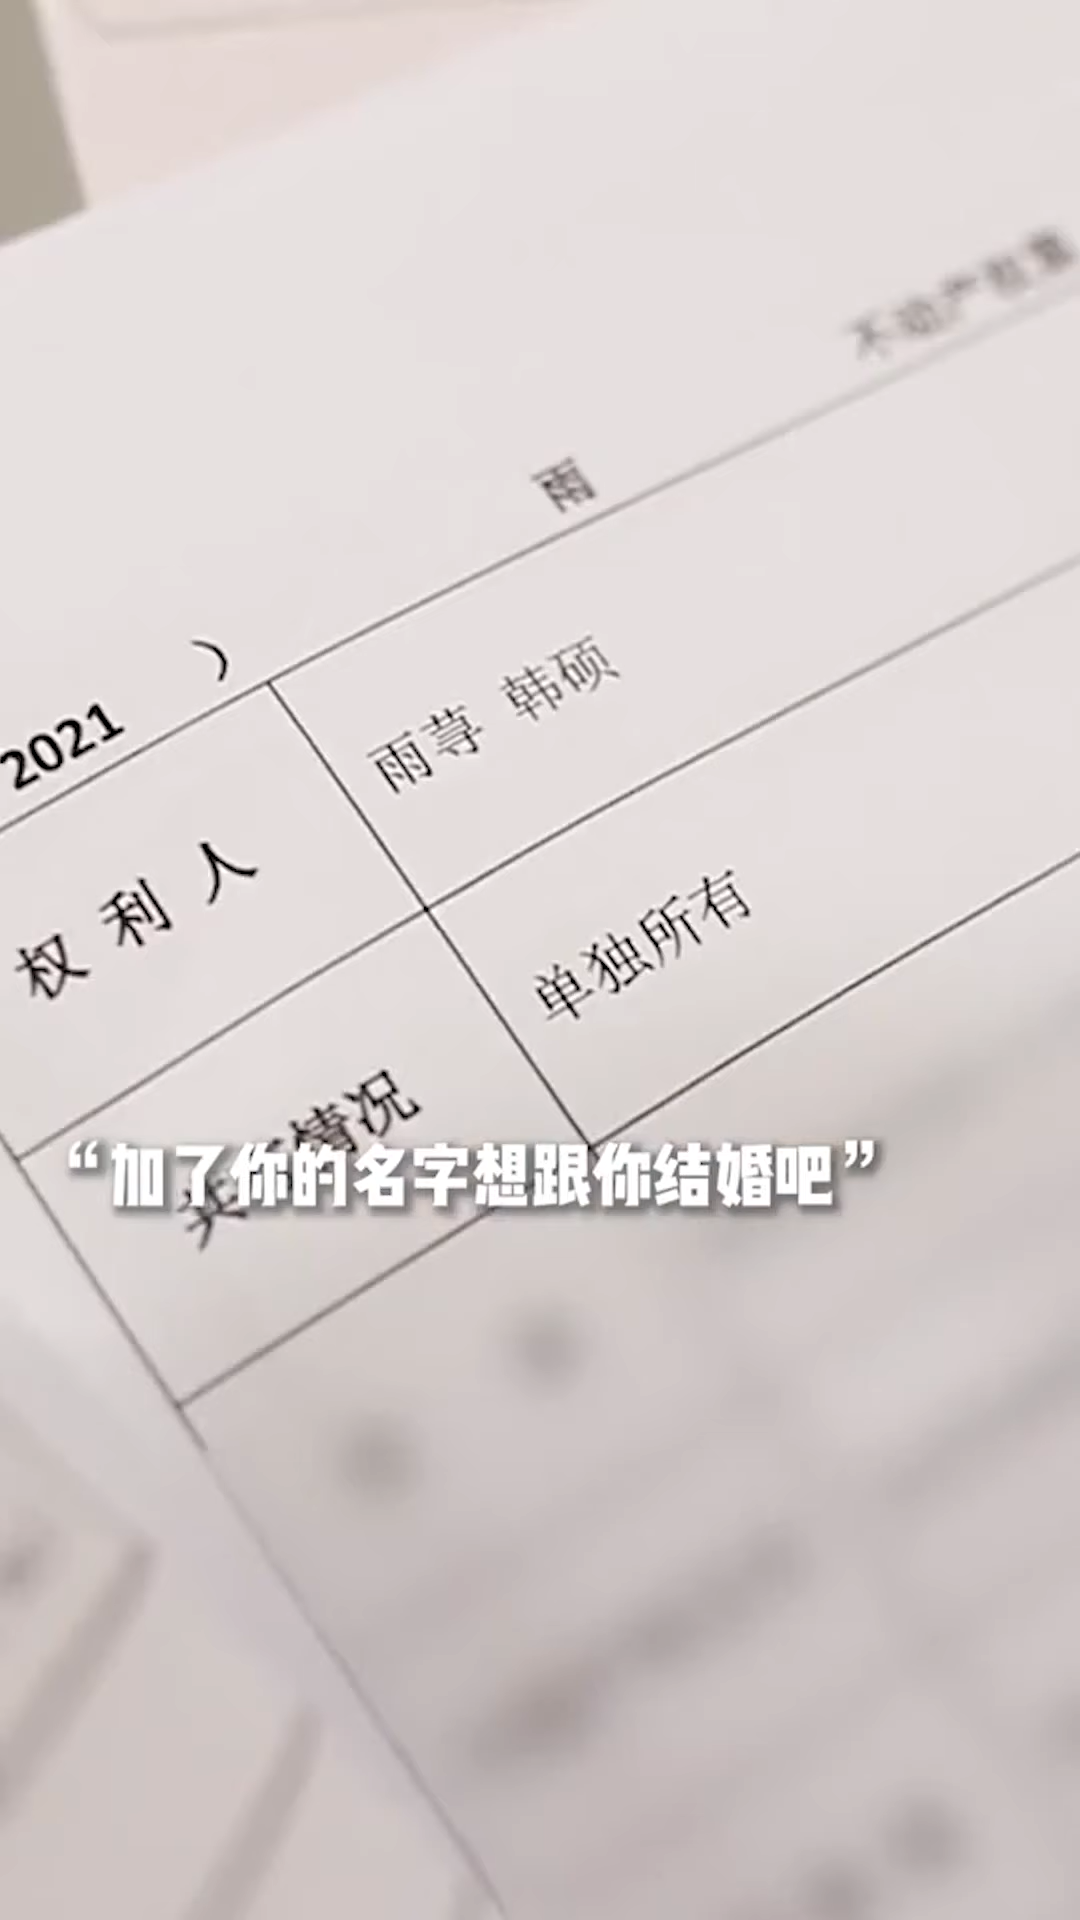 不动产权第
雨
2021 ）
权利人
雨荨 韩硕
单独所有
共有情况
“加了你的名字想跟你结婚吧”